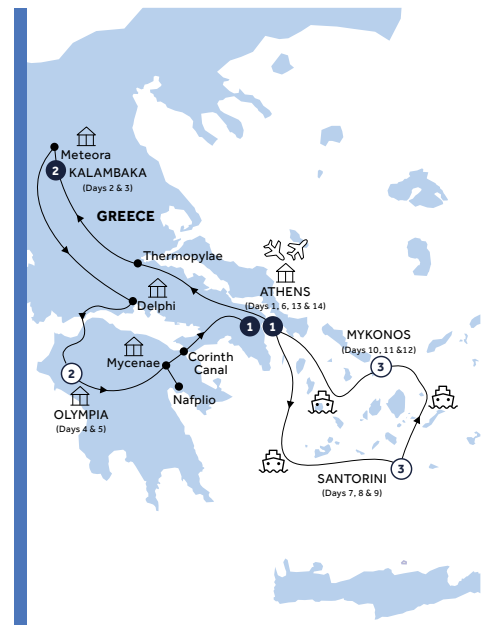 Meteora
2
KALAMBAKA
(Days 2 & 3)
GREECE
Thermopylae
Delphi
ATHENS
(Days 1, 6, 13 & 14)
1
1
MYKONOS
(Days 10, 11 &12)
3
Corinth
Canal
Mycenae
2
Nafplio
OLYMPIA
(Days 4 & 5)
3
SANTORINI
(Days 7, 8 & 9)